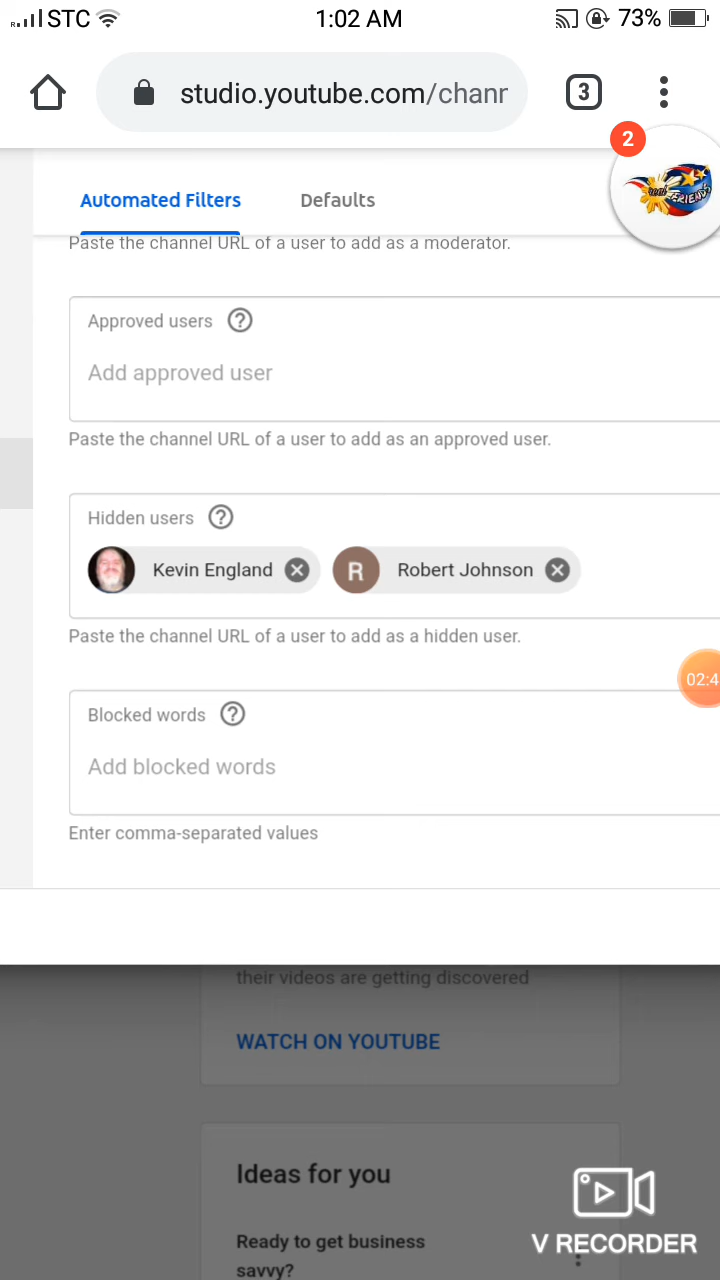 STC 1:02 AM 73%
studio.youtube.com/chanr 3
2
Automated Filters Defaults
real FRIENDS
Paste the channel URL of a user to add as a moderator.
Approved users
Add approved user
Paste the channel URL of a user to add as an approved user.
Hidden users
Kevin England R Robert Johnson
Paste the channel URL of a user to add as a hidden user.
02:4
Blocked words
Add blocked words
Enter comma-separated values
their videos are getting discovered
WATCH ON YOUTUBE
Ideas for you
Ready to get business
savvy?
V RECORDER